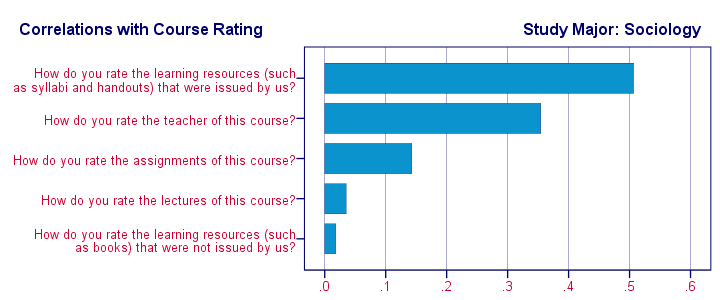 Correlations with Course Rating
Study Major: Sociology
How do you rate the learning resources (such
as syllabi and handouts) that were issued by us?
How do you rate the teacher of this course?
How do you rate the assignments of this course?
How do you rate the lectures of this course?
How do you rate the learning resources (such
as books) that were not issued by us?
.0 .1 .2 .3 .4 .5 .6